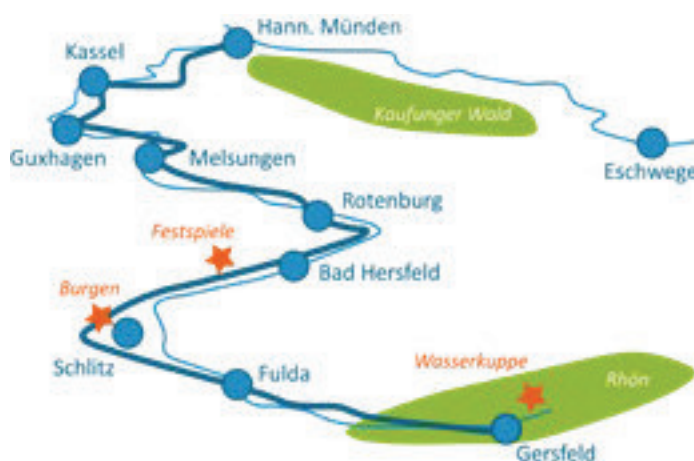 Hann. Münden
Kassel
Kaufunger Wald
Guxhagen
Melsungen
Eschwege
Rotenburg
Festspiele
Bad Hersfeld
Burgen
Schlitz
Fulda
Wasserkuppe
Rhön
Gersfeld